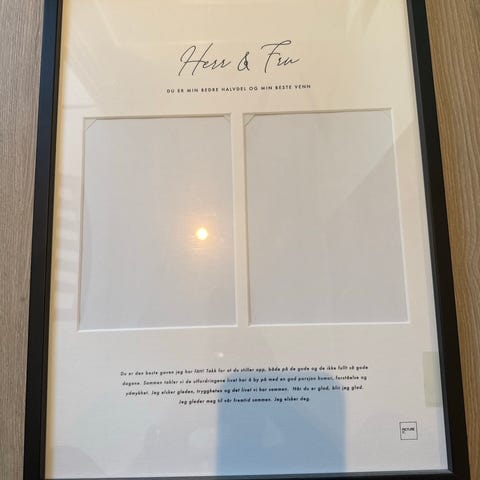 Herr & Fru
DU ER MIN BEDRE HALVDEL OG MIN BESTE VENN
Du er den beste gaven jeg har fått! Takk for at du stiller opp, både på de gode og de ikke fullt så gode
dagene. Sammen takler vi de utfordringene livet har å by på med en god porsjon humor, forståelse og
ydmykhet. Jeg elsker gleden, tryggheten og det livet vi har sammen. Når du er glad, blir jeg glad.
Jeg gleder meg til vår fremtid sammen. Jeg elsker deg.
PICTURE